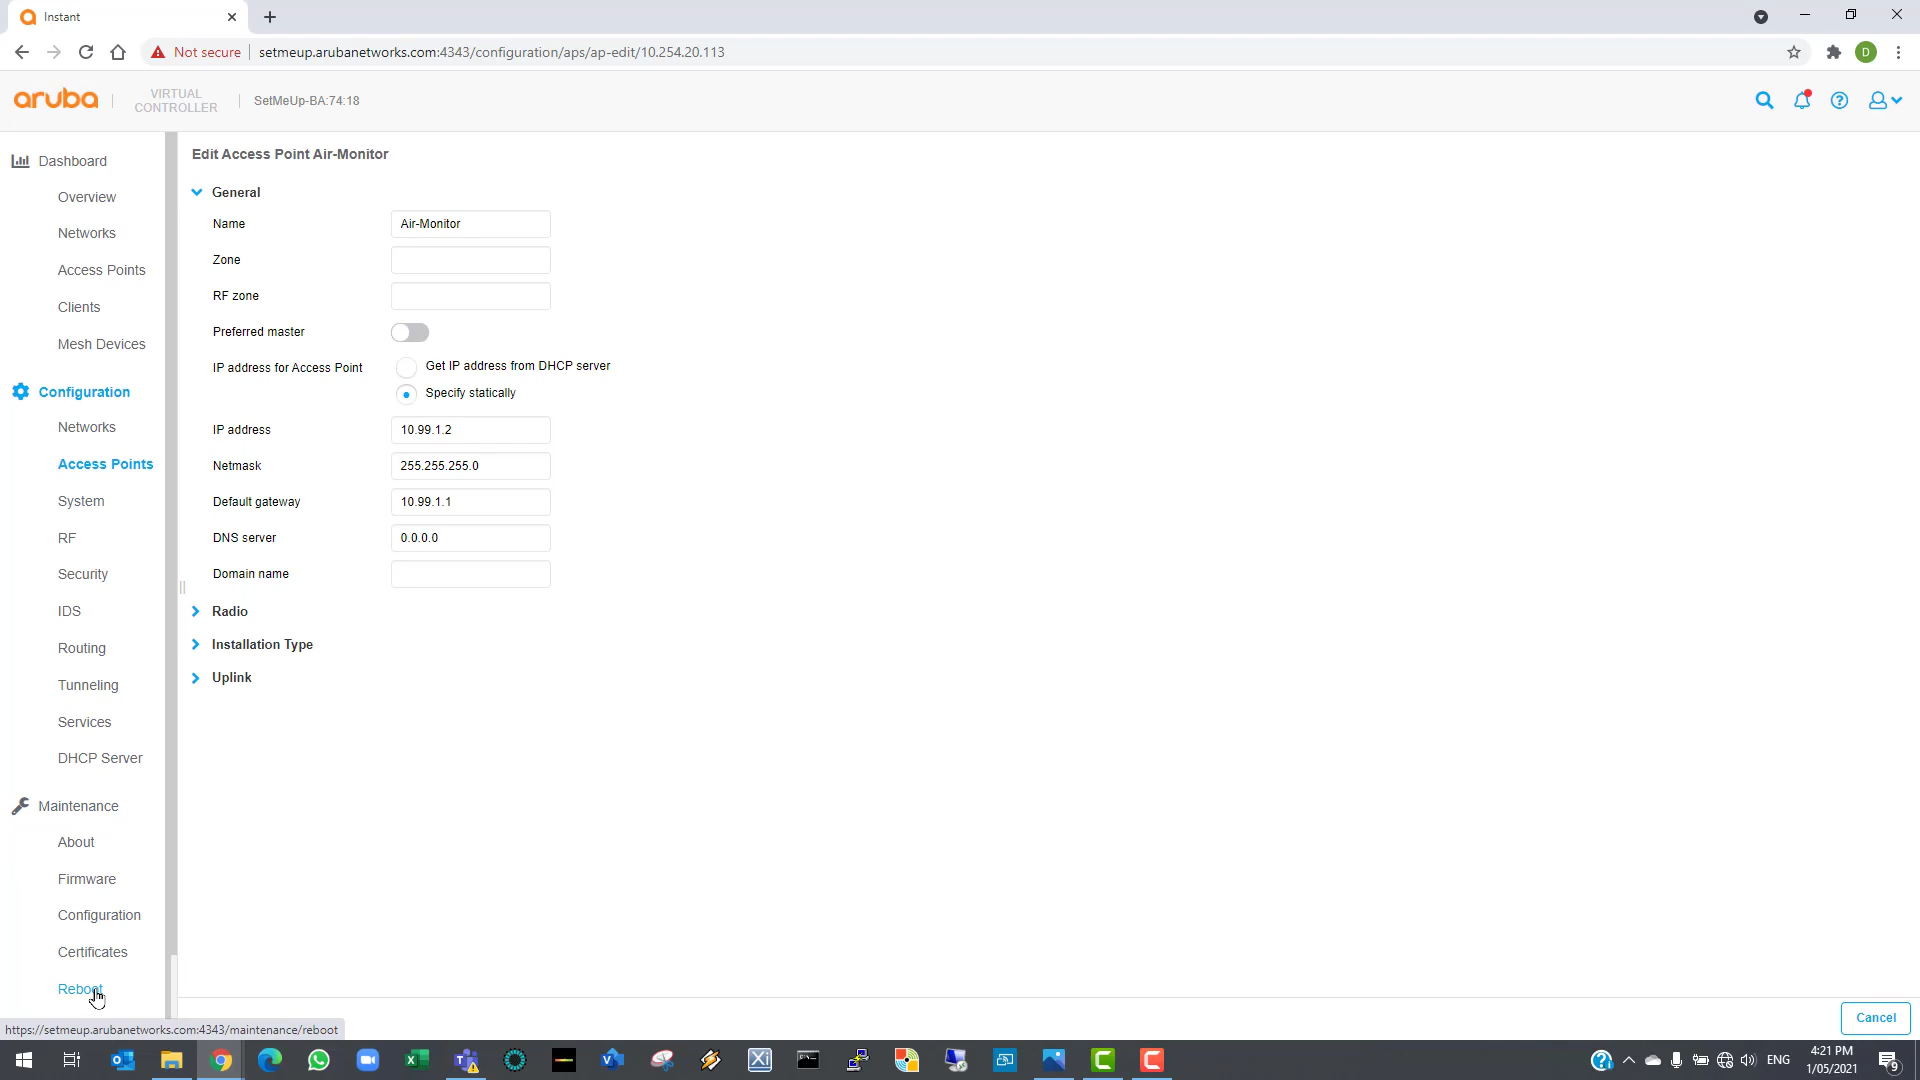 Instant
Not secure
setmeup.arubanetworks.com:4343/configuration/aps/ap-edit/10.254.20.113
D
aruba
VIRTUAL
CONTROLLER
SetMeUp-BA:74:18
Dashboard
Overview
Networks
Access Points
Clients
Mesh Devices
Configuration
Networks
Access Points
System
RF
Security
IDS
Routing
Tunneling
Services
DHCP Server
Maintenance
About
Firmware
Configuration
Certificates
Reboot
Edit Access Point Air-Monitor
General
Name
Air-Monitor
Zone
RF zone
Preferred master
IP address for Access Point
Get IP address from DHCP server
Specify statically
IP address
10.99.1.2
Netmask
255.255.255.0
Default gateway
10.99.1.1
DNS server
0.0.0.0
Domain name
Radio
Installation Type
Uplink
Cancel
https://setmeup.arubanetworks.com:4343/maintenance/reboot
Xi
ENG
4:21 PM
1/05/2021
9